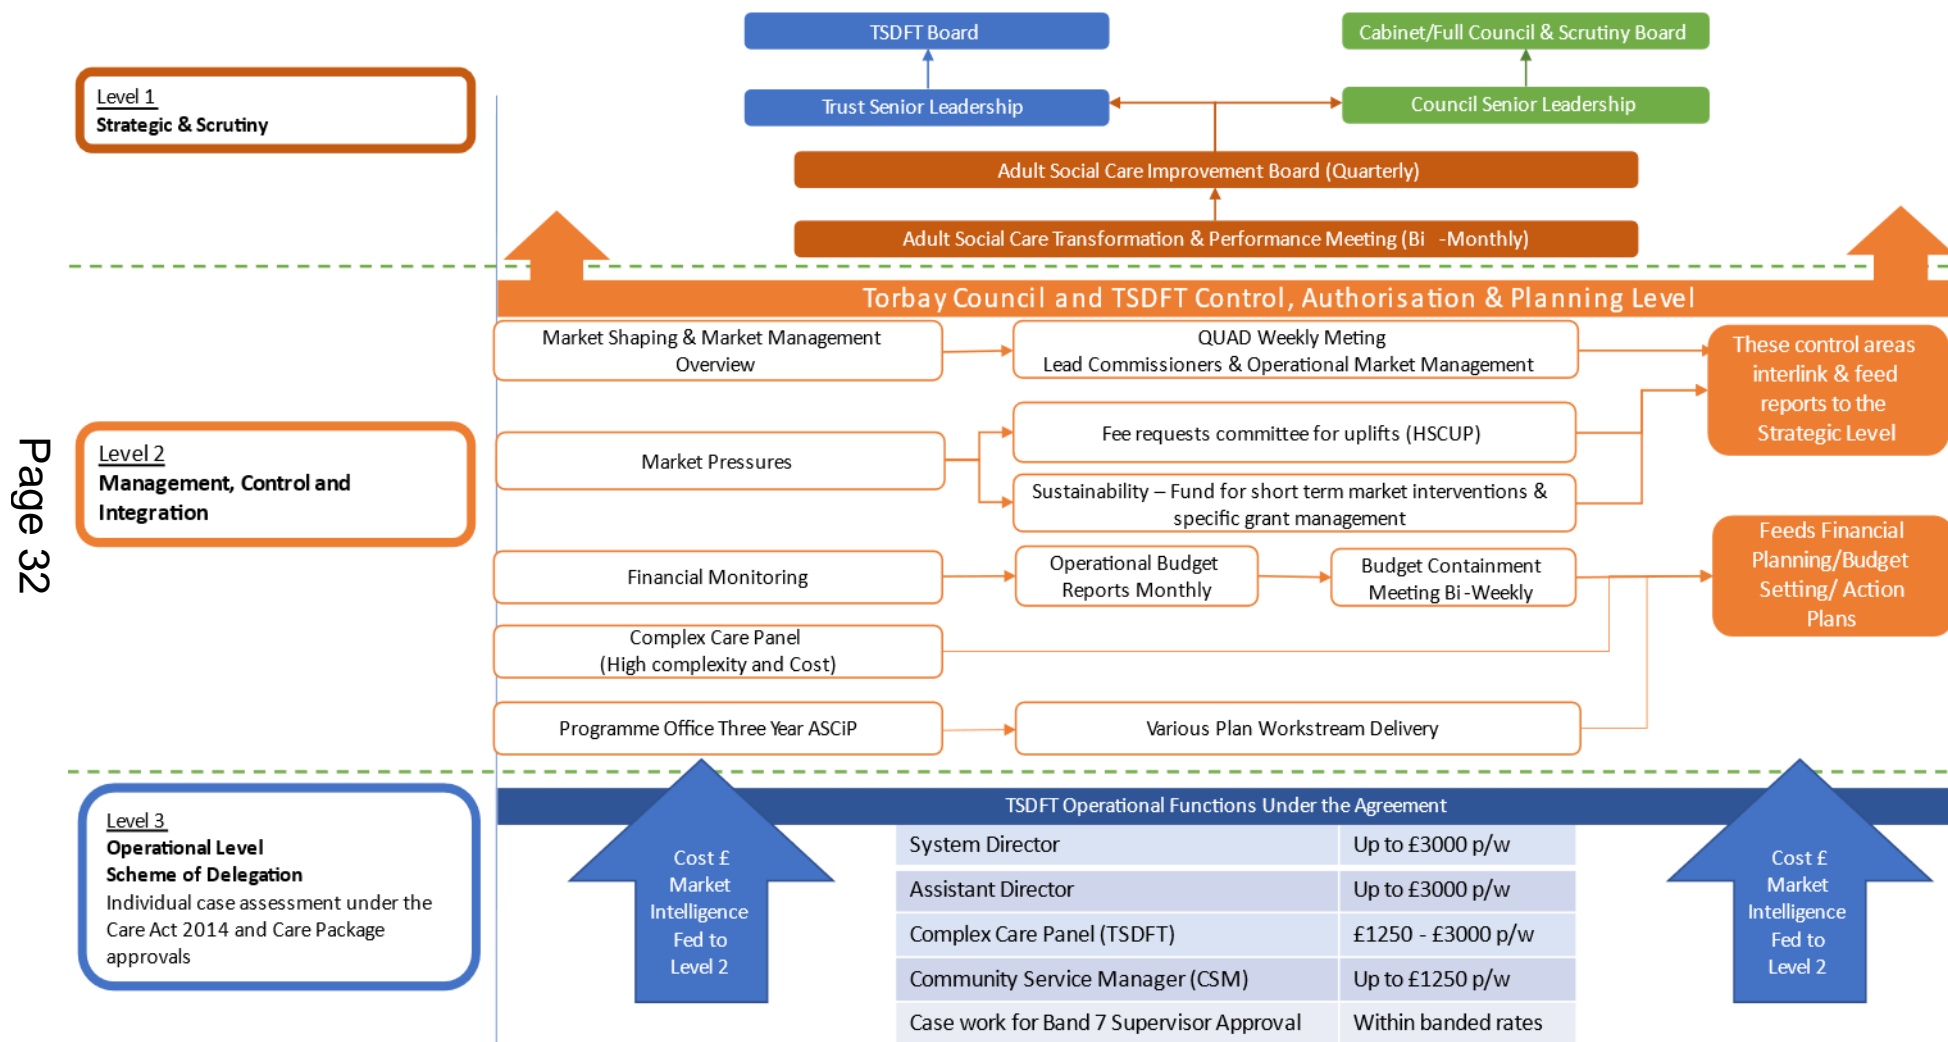 TSDFT Board
Cabinet/Full Council & Scrutiny Board
Level 1
Strategic & Scrutiny
Trust Senior Leadership
Council Senior Leadership
Adult Social Care Improvement Board (Quarterly)
Adult Social Care Transformation & Performance Meeting (Bi -Monthly)
Torbay Council and TSDFT Control, Authorisation & Planning Level
Market Shaping & Market Management
Overview
QUAD Weekly Meting
Lead Commissioners & Operational Market Management
These control areas
interlink & feed
reports to the
Strategic Level
Level 2
Management, Control and
Integration
Market Pressures
Fee requests committee for uplifts (HSCUP)
Sustainability – Fund for short term market interventions &
specific grant management
Financial Monitoring
Operational Budget
Reports Monthly
Budget Containment
Meeting Bi-Weekly
Feeds Financial
Planning/Budget
Setting/ Action
Plans
Complex Care Panel
(High complexity and Cost)
Programme Office Three Year ASCiP
Various Plan Workstream Delivery
Page 32
Level 3
Operational Level
Scheme of Delegation
Individual case assessment under the
Care Act 2014 and Care Package
approvals
TSDFT Operational Functions Under the Agreement
Cost £
Market
Intelligence
Fed to
Level 2
System Director Up to £3000 p/w
Assistant Director Up to £3000 p/w
Complex Care Panel (TSDFT) £1250 - £3000 p/w
Community Service Manager (CSM) Up to £1250 p/w
Case work for Band 7 Supervisor Approval Within banded rates
Cost £
Market
Intelligence
Fed to
Level 2